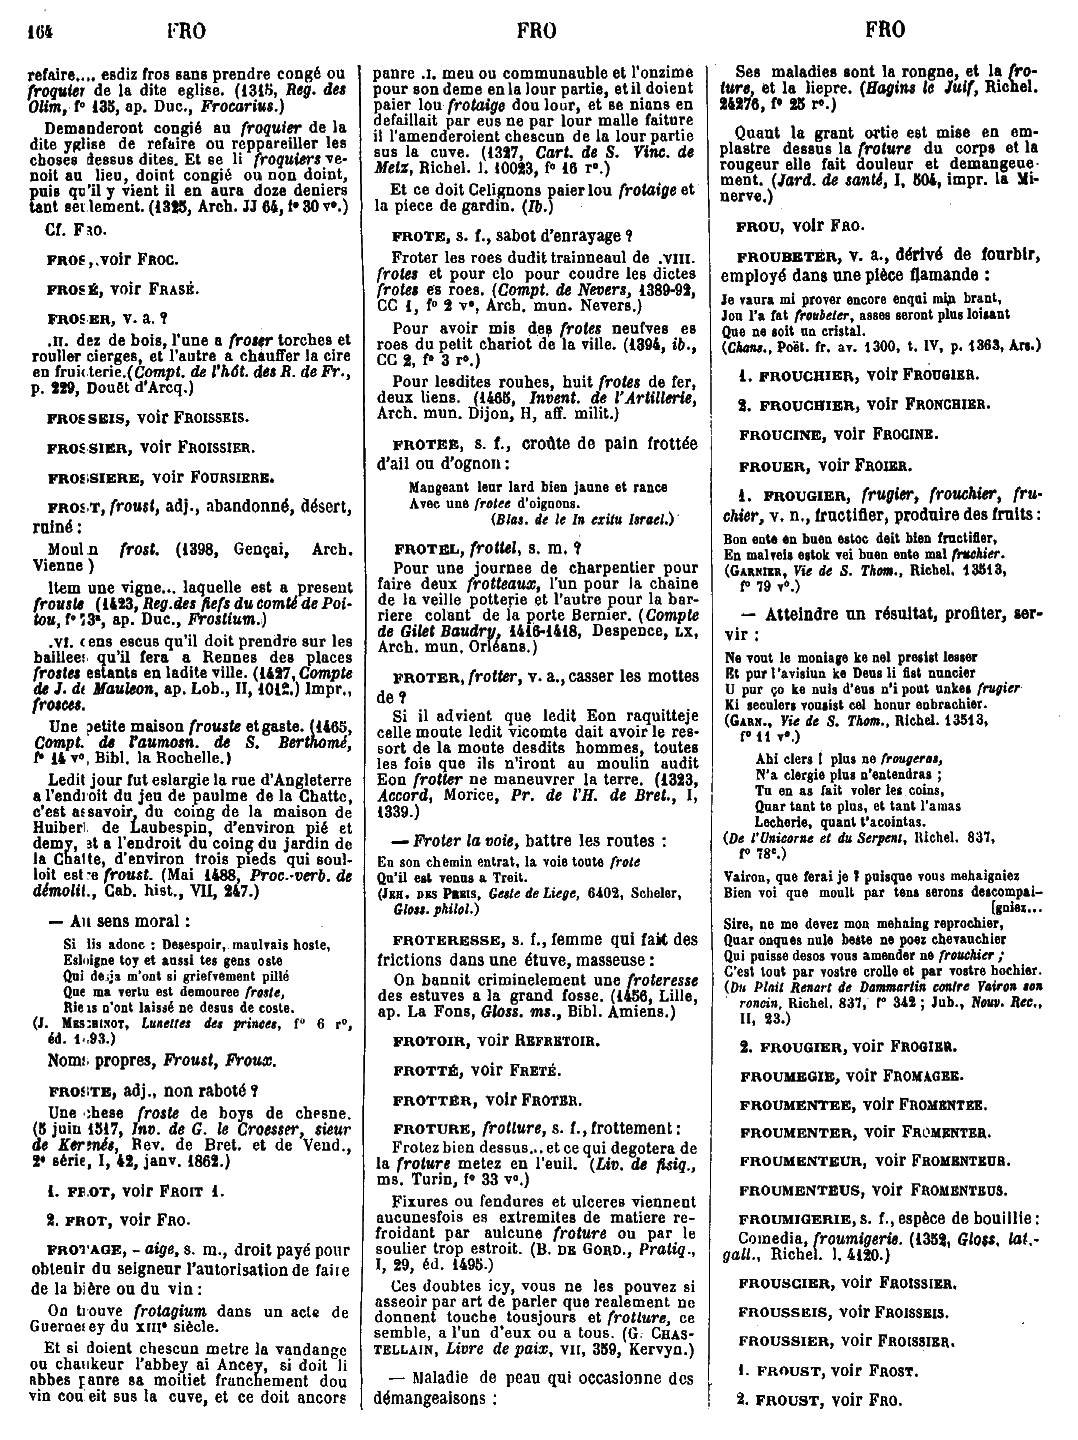 164 FRO FRO FRO
refaire.... esdiz fros sans prendre congé ou
froquier de la dite eglise. (1315, Reg. des
Olim, f° 135, ap. Duc., Frocarius.)
Demanderont congié au froquier de la
dite yglise de refaire ou reppareiller les
choses dessus dites. Et se li froquiers ve-
noit au lieu, doint congié ou non doint,
puis qu'il y vient il en aura doze deniers
tant seulement. (1325, Arch. JJ 64, f° 30 v°.)
Cf. FRO.
FROS, voir FROC.
FROSÉ, voir FRASÉ.
FROSER, v. a. ?
.II. dez de bois, l'une a froser torches et
rouller cierges, et l'autre a chauffer la cire
en fruicterie. (Compt. de l'hôt. des R. de Fr.,
p. 229, Douët d'Arcq.)
FROSSEIS, voir FROISSEIS.
FROSSIER, voir FROISSIER.
FROSSIERE, voir FOURSIERE.
FROST, froust, adj., abandonné, désert,
ruiné :
Moulin frost. (1398, Gençai, Arch.
Vienne)
Item une vigne... laquelle est a present
frouste (1423, Reg. des fiefs du comté de Poi-
tou, f° 73ª, ap. Duc., Frostium.)
.VI. cens escus qu'il doit prendre sur les
baillees qu'il fera a Rennes des places
frostes estants en ladite ville. (1427, Compte
de J. de Mauleon, ap. Lob., II, 1012.) Impr.,
frosces.
Une petite maison frouste et gaste. (1465,
Compt. de l'aumosn. de S. Berthomé,
f° 14 v°, Bibl. la Rochelle.)
Ledit jour fut eslargie la rue d'Angleterre
a l'endroit du jeu de paulme de la Chatte,
c'est assavoir, du coing de la maison de
Huibert de Laubespin, d'environ pié et
demy, et a l'endroit du coing du jardin de
la Chatte, d'environ trois pieds qui soul-
loit estre froust. (Mai 1488, Proc.-verb. de
démolit., Cab. hist., VII, 247.)
— Au sens moral :
Si lis adonc : Desespoir, maulvais hoste,
Esloigne toy et aussi tes gens oste
Qui deja m'ont si griefvement pillé
Que ma vertu est demouree froste,
Riens n'ont laissé ne desus de coste.
(J. MESCHINOT, Lunettes des princes, f° 6 r°,
éd. 1493.)
Noms propres, Froust, Froux.
FROSTE, adj., non raboté ?
Une chese froste de boys de chesne.
(5 juin 1517, Inv. de G. le Croesser, sieur
de Kermés, Rev. de Bret. et de Vend.,
2e série, I, 42, janv. 1862.)
1. FROT, voir FROIT 1.
2. FROT, voir FRO.
FROTAGE, - aige, s. m., droit payé pour
obtenir du seigneur l'autorisation de faire
de la bière ou du vin :
On trouve frotagium dans un acte de
Guernesey du XIIIe siècle.
Et si doient chescun metre la vandange
ou chaukeur l'abbey ai Ancey, si doit li
abbes panre sa moitiet franchement dou
vin cou eit sus la cuve, et ce doit ancors
panre .I. meu ou communauble et l'onzime
pour son deme en la lour partie, et il doient
paier lou frotaige dou lour, et se nians en
defaillait par eus ne par lour malle faiture
il l'amenderoient chescun de la lour partie
sus la cuve. (1327, Cart. de S. Vinc. de
Metz, Richel. l. 10023, f° 16 r°.)
Et ce doit Celignons paier lou frotaige et
la piece de gardin. (Ib.)
FROTE, s. f., sabot d'enrayage ?
Froter les roes dudit trainneaul de .VIII.
frotes et pour clo pour coudre les dictes
frotes es roes. (Compt. de Nevers, 1389-92,
CC 1, f° 2 v°, Arch. mun. Nevers.)
Pour avoir mis des frotes neufves es
roes du petit chariot de la ville. (1394, ib.,
CC 2, f° 3 r°.)
Pour lesdites rouhes, huit frotes de fer,
deux liens. (1465, Invent. de l'Artillerie,
Arch. mun. Dijon, H, aff. milit.)
FROTEE, s. f., croûte de pain frottée
d'ail ou d'ognon :
Mangeant leur lard bien jaune et rance
Avec une frotee d'oignons.
(Blas. de le In exitu Israel.)
FROTEL, frottel, s. m. ?
Pour une journee de charpentier pour
faire deux frotteaux, l'un pour la chaine
de la veille potterie et l'autre pour la bar-
riere colant de la porte Bernier. (Compte
de Gilet Baudry, 1416-1418, Despence, LX,
Arch. mun. Orléans.)
FROTER, frotter, v. a., casser les mottes
de ?
Si il advient que ledit Eon raquitteje
celle moute ledit vicomte dait avoir le res-
sort de la moute desdits hommes, toutes
les fois que ils n'iront au moulin audit
Eon frotter ne maneuvrer la terre. (1323,
Accord, Morice, Pr. de l'H. de Bret., I,
1339.)
— Froter la voie, battre les routes :
En son chemin entrat, la voie toute frote
Qu'il est venus a Treit.
(JEH. DES PREIS, Geste de Liege, 6402, Scheler,
Gloss. philol.)
FROTERESSE, s. f., femme qui fait des
frictions dans une étuve, masseuse :
On bannit criminelement une froteresse
des estuves a la grand fosse. (1456, Lille,
ap. La Fons, Gloss. ms., Bibl. Amiens.)
FROTOIR, voir REFRETOIR.
FROTTÉ, voir FRETÉ.
FROTTER, voir FROTER.
FROTURE, frotture, s. f., frottement :
Frotez bien dessus... et ce qui degotera de
la froture metez en l'euil. (Liv. de fisiq.,
ms. Turin, f° 33 v°.)
Fixures ou fendures et ulceres viennent
aucunesfois es extremites de matiere re-
froidant par aulcune froture ou par le
soulier trop estroit. (B. DE GORD., Pratiq.,
I, 29, éd. 1495.)
Ces doubtes icy, vous ne les pouvez si
asseoir par art de parler que realement ne
donnent touche tousjours et frotture, ce
semble, a l'un d'eux ou a tous. (G. CHAS-
TELLAIN, Livre de paix, VII, 359, Kervyn.)
— Maladie de peau qui occasionne des
démangeaisons :
Ses maladies sont la rongne, et la fro-
ture, et la liepre. (Hagins le Juif, Richel.
24276, f° 25 r°.)
Quant la grant ortie est mise en em-
plastre dessus la froture du corps et la
rougeur elle fait douleur et demangeue-
ment. (Jard. de santé, I, 504, impr. la Mi-
nerve.)
FROU, voir FRO.
FROUBETER, v. a., dérivé de fourbir,
employé dans une pièce flamande :
Je vaura mi prover encore enqui min brant,
Jou l'a fat froubeter, asses seront plus loisant
Que ne soit un cristal.
(Chans., Poët. fr. av. 1300, t. IV, p. 1363, Ars.)
1. FROUCHIER, voir FROUGIER.
2. FROUCHIER, voir FRONCHIER.
FROUCINE, voir FROCINE.
FROUER, voir FROIER.
1. FROUGIER, frugier, frouchier, fru-
chier, v. n., fructifier, produire des fruits :
Bon ente en buen estoc deit bien fructifier,
En malveis estok vei buen ente mal fruchier.
(GARNIER, Vie de S. Thom., Richel. 13513,
f° 79 v°.)
— Atteindre un résultat, profiter, ser-
vir :
Ne vout le moniage ke nel presist lesser
Et pur l'avisiun ke Deus li fist nuncier
U pur ço ke nuls d'eus n'i pout unkes frugier
Ki seculers vousist cel honur enbrachier.
(GARN., Vie de S. Thom., Richel. 13513,
f° 11 v°.)
Ahi clers ! plus ne frougeras,
N'a clergie plus n'entendras ;
Tu en as fait voler les coins,
Quar tant te plus, et tant l'amas
Lecherie, quant t'acointas.
(De l'Unicorne et du Serpent, Richel. 837,
f° 78c.)
Vairon, que ferai je ? puisque vous mehaigniez
Bien voi que moult par tens serons descompai-
[gniez...
Sire, ne me devez mon mehaing reprochier,
Quar onques nule beste ne poez chevauchier
Qui puisse desos vous amender ne frouchier ;
C'est tout par vostre crolle et par vostre hochier.
(Du Plait Renart de Dammartin contre Vairon son
roncin, Richel. 837, f° 342 ; Jub., Nouv. Rec.,
II, 23.)
2. FROUGIER, voir FROGIER.
FROUMEGIE, voir FROMAGEE.
FROUMENTEE, voir FROMENTEE.
FROUMENTER, voir FROMENTER.
FROUMENTEUR, voir FROMENTEUR.
FROUMENTEUS, voir FROMENTEUS.
FROUMIGERIE, s. f., espèce de bouillie :
Comedia, froumigerie. (1352, Gloss. lat.-
gall., Richel. l. 4120.)
FROUSCIER, voir FROISSIER.
FROUSSEIS, voir FROISSEIS.
FROUSSIER, voir FROISSIER.
1. FROUST, voir FROST.
2. FROUST, voir FRO.